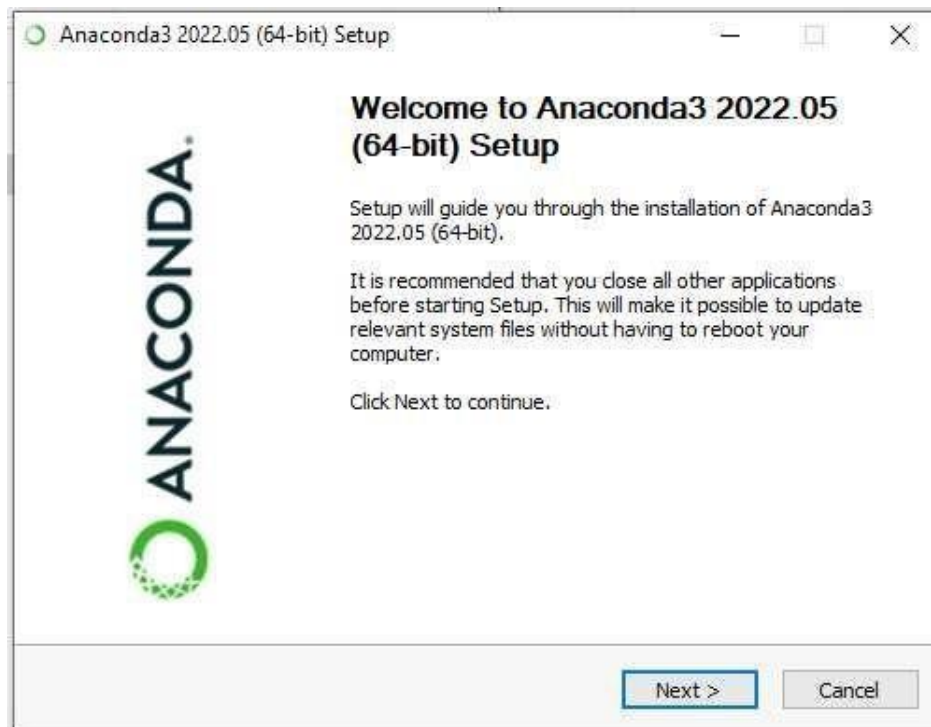 Anaconda3 2022.05 (64-bit) Setup
Welcome to Anaconda3 2022.05
(64-bit) Setup
ANACONDA.
Setup will guide you through the installation of Anaconda3
2022.05 (64-bit).
It is recommended that you close all other applications
before starting Setup. This will make it possible to update
relevant system files without having to reboot your
computer.
Click Next to continue.
Next >
Cancel